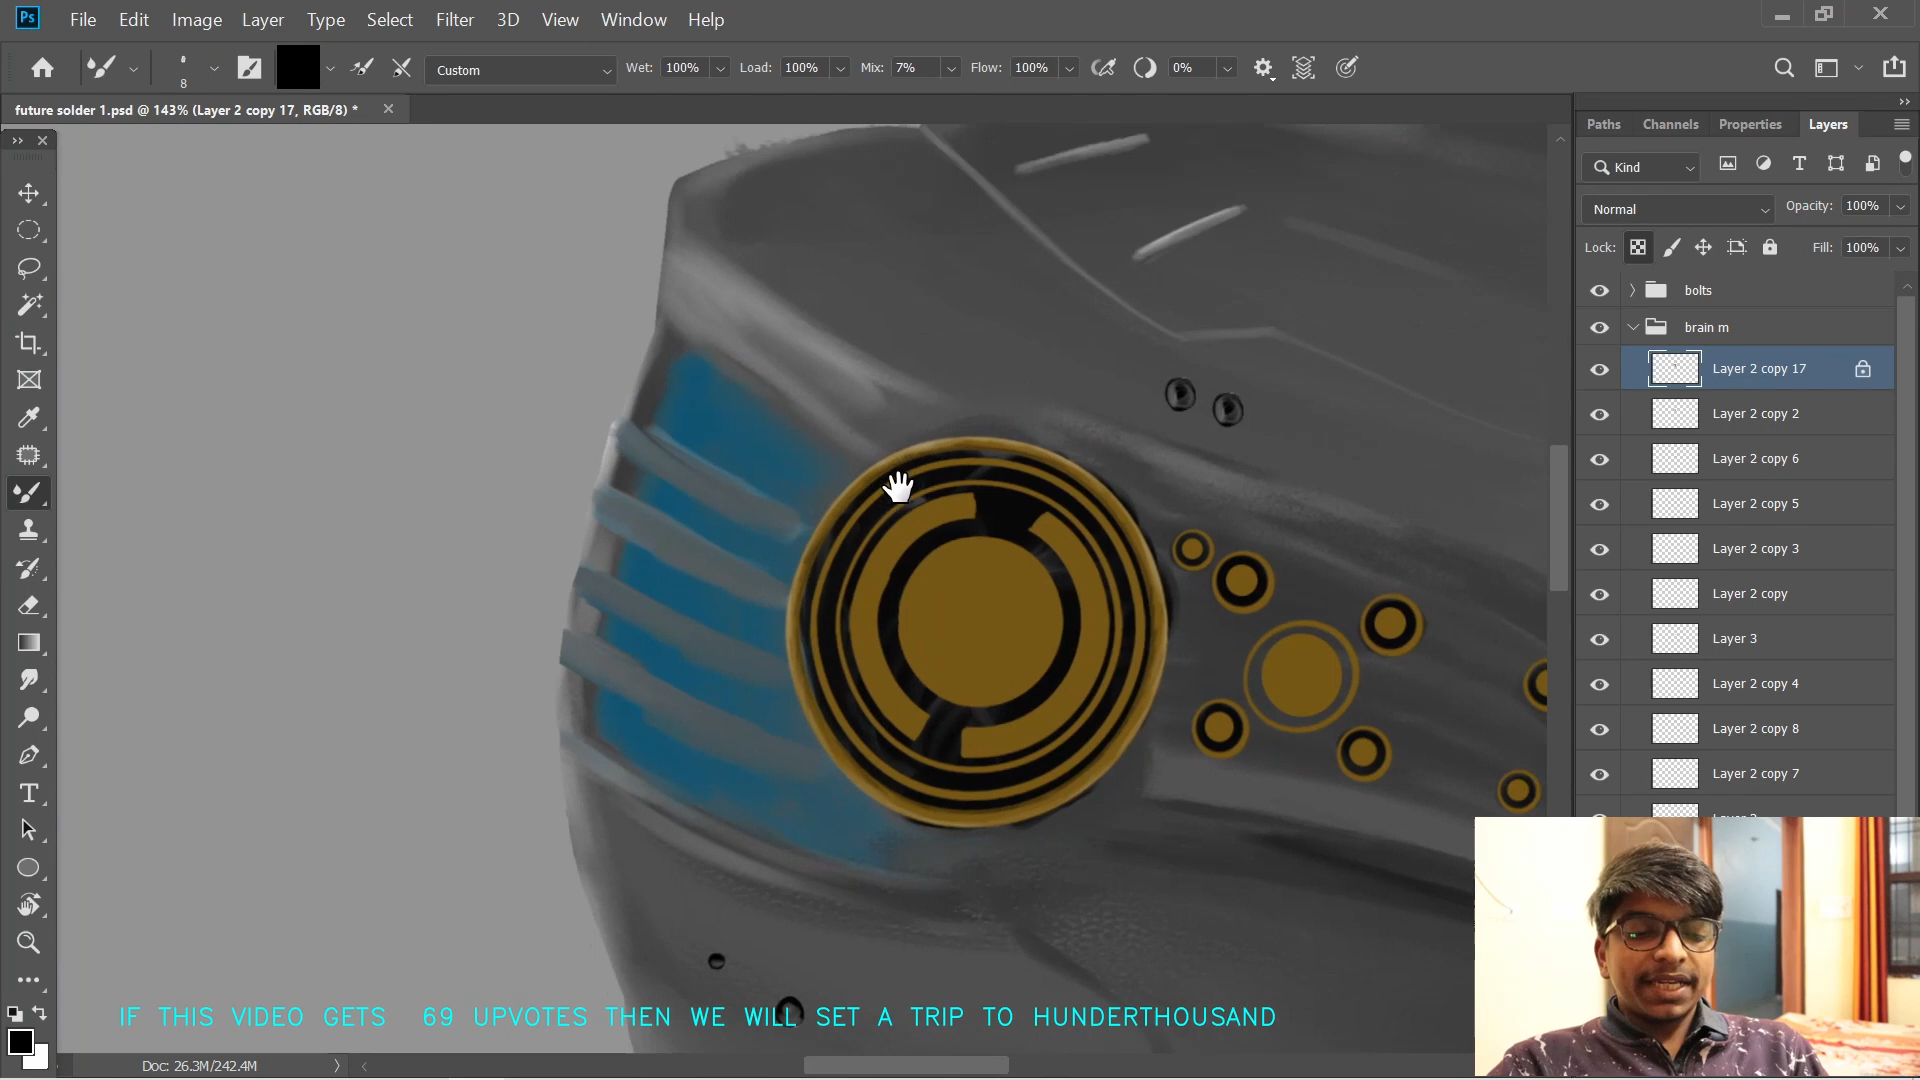 Ps File Edit Image Layer Type Select Filter 3D View Window Help
8 Custom Wet: 100% Load: 100% Mix: 7% Flow: 100% 0%
future solder 1.psd @ 143% (Layer 2 copy 17, RGB/8) *
Paths Channels Properties Layers
Kind
Normal Opacity: 100%
Lock: Fill: 100%
bolts
brain m
Layer 2 copy 17
Layer 2 copy 2
Layer 2 copy 6
Layer 2 copy 5
Layer 2 copy 3
Layer 2 copy
Layer 3
Layer 2 copy 4
Layer 2 copy 8
Layer 2 copy 7
IF THIS VIDEO GETS 69 UPVOTES THEN WE WILL SET A TRIP TO HUNDERTHOUSAND
Doc: 26.3M/242.4M